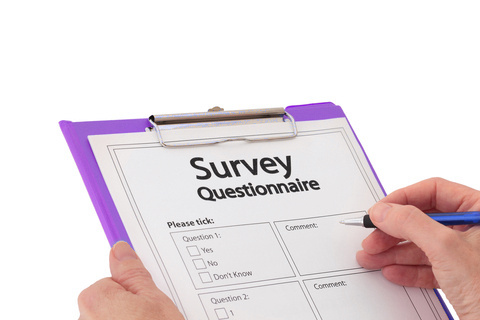 Survey
Questionnaire
Please tick:
Question 1:
Yes
No
Don't Know
Comment:
Question 2:
1
Comment: